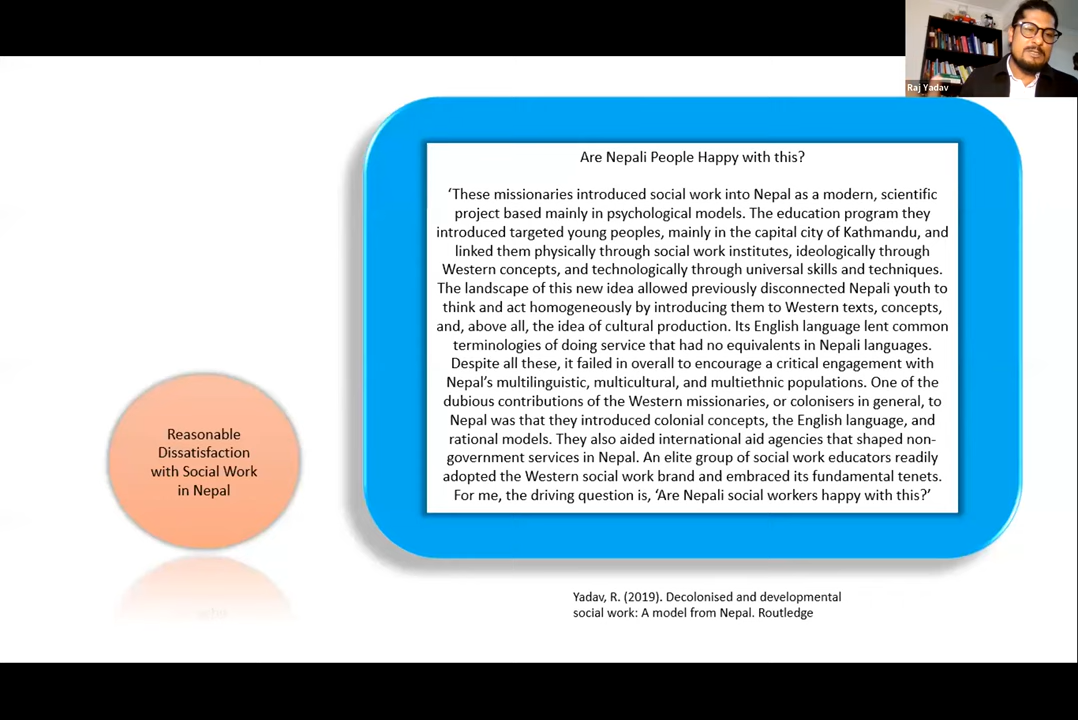 Raj Yadav
Are Nepali People Happy with this?
‘These missionaries introduced social work into Nepal as a modern, scientific
project based mainly in psychological models. The education program they
introduced targeted young peoples, mainly in the capital city of Kathmandu, and
linked them physically through social work institutes, ideologically through
Western concepts, and technologically through universal skills and techniques.
The landscape of this new idea allowed previously disconnected Nepali youth to
think and act homogeneously by introducing them to Western texts, concepts,
and, above all, the idea of cultural production. Its English language lent common
terminologies of doing service that had no equivalents in Nepali languages.
Despite all these, it failed in overall to encourage a critical engagement with
Nepal’s multilinguistic, multicultural, and multiethnic populations. One of the
dubious contributions of the Western missionaries, or colonisers in general, to
Nepal was that they introduced colonial concepts, the English language, and
rational models. They also aided international aid agencies that shaped non-
government services in Nepal. An elite group of social work educators readily
adopted the Western social work brand and embraced its fundamental tenets.
For me, the driving question is, ‘Are Nepali social workers happy with this?’
Reasonable
Dissatisfaction
with Social Work
in Nepal
Yadav, R. (2019). Decolonised and developmental
social work: A model from Nepal. Routledge